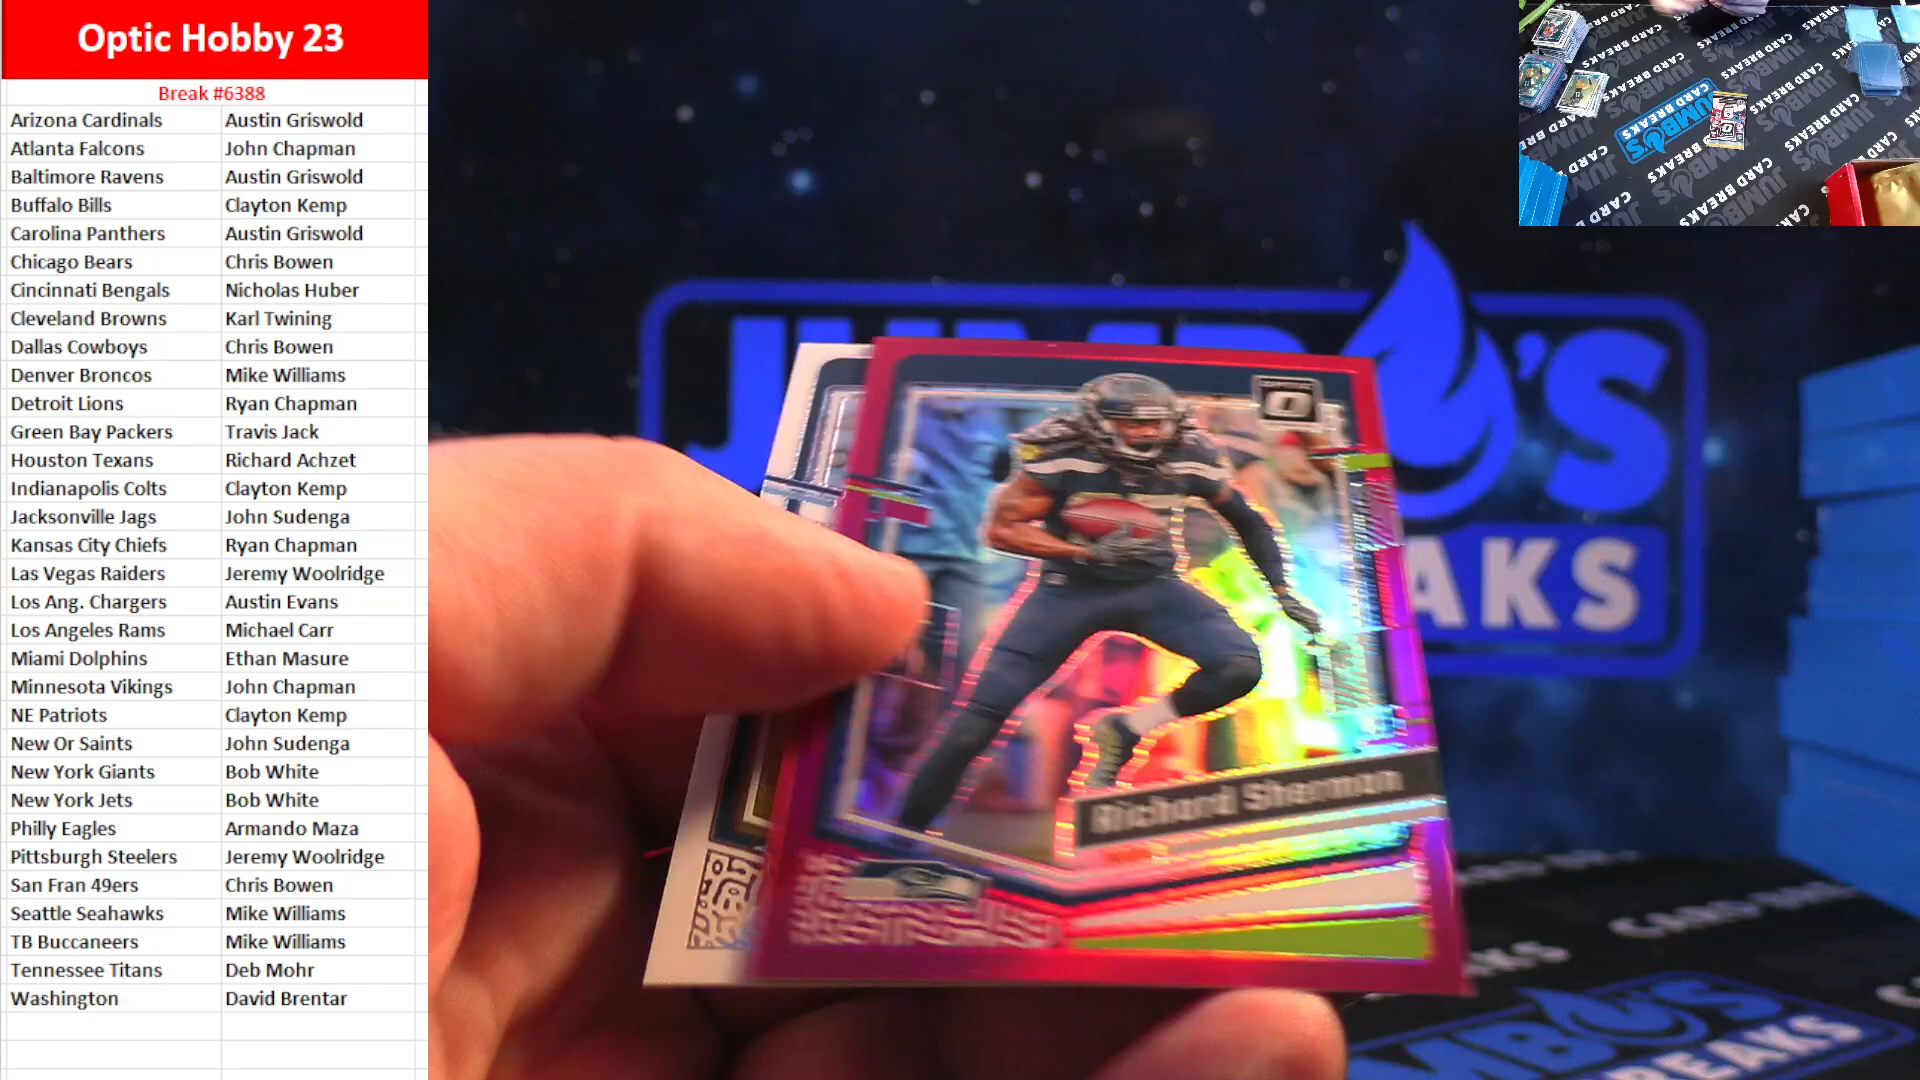 Optic Hobby 23
Break #6388
Arizona Cardinals Austin Griswold
Atlanta Falcons John Chapman
Baltimore Ravens Austin Griswold
Buffalo Bills Clayton Kemp
Carolina Panthers Austin Griswold
Chicago Bears Chris Bowen
Cincinnati Bengals Nicholas Huber
Cleveland Browns Karl Twining
Dallas Cowboys Chris Bowen
Denver Broncos Mike Williams
Detroit Lions Ryan Chapman
Green Bay Packers Travis Jack
Houston Texans Richard Achzet
Indianapolis Colts Clayton Kemp
Jacksonville Jags John Sudenga
Kansas City Chiefs Ryan Chapman
Las Vegas Raiders Jeremy Woolridge
Los Ang. Chargers Austin Evans
Los Angeles Rams Michael Carr
Miami Dolphins Ethan Masure
Minnesota Vikings John Chapman
NE Patriots Clayton Kemp
New Or Saints John Sudenga
New York Giants Bob White
New York Jets Bob White
Philly Eagles Armando Maza
Pittsburgh Steelers Jeremy Woolridge
San Fran 49ers Chris Bowen
Seattle Seahawks Mike Williams
TB Buccaneers Mike Williams
Tennessee Titans Deb Mohr
Washington David Brentar
OPTIC
Richard Sherman
JUMBO'S
CARD BREAKS